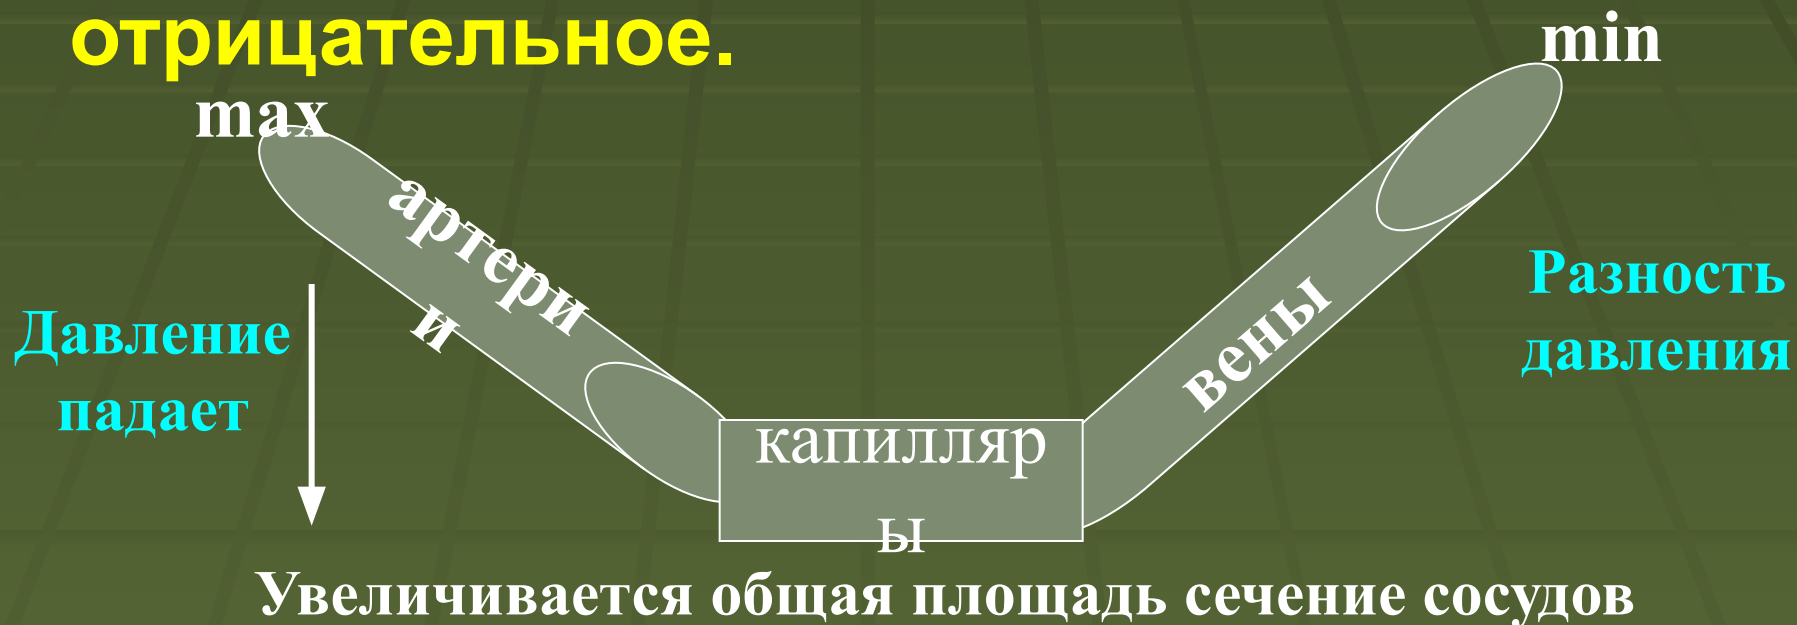 отрицательное.
max
min
артери
и
вены
Давление
падает
Разность
давления
капилляр
ы
Увеличивается общая площадь сечение сосудов